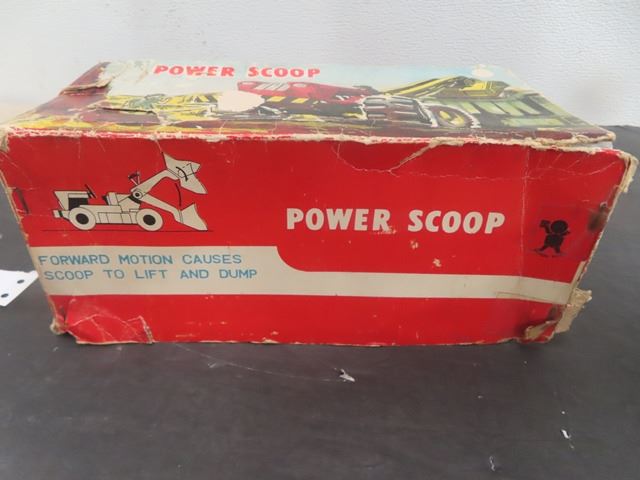 POWER SCOOP
POWER SCOOP
FORWARD MOTION CAUSES
SCOOP TO LIFT AND DUMP